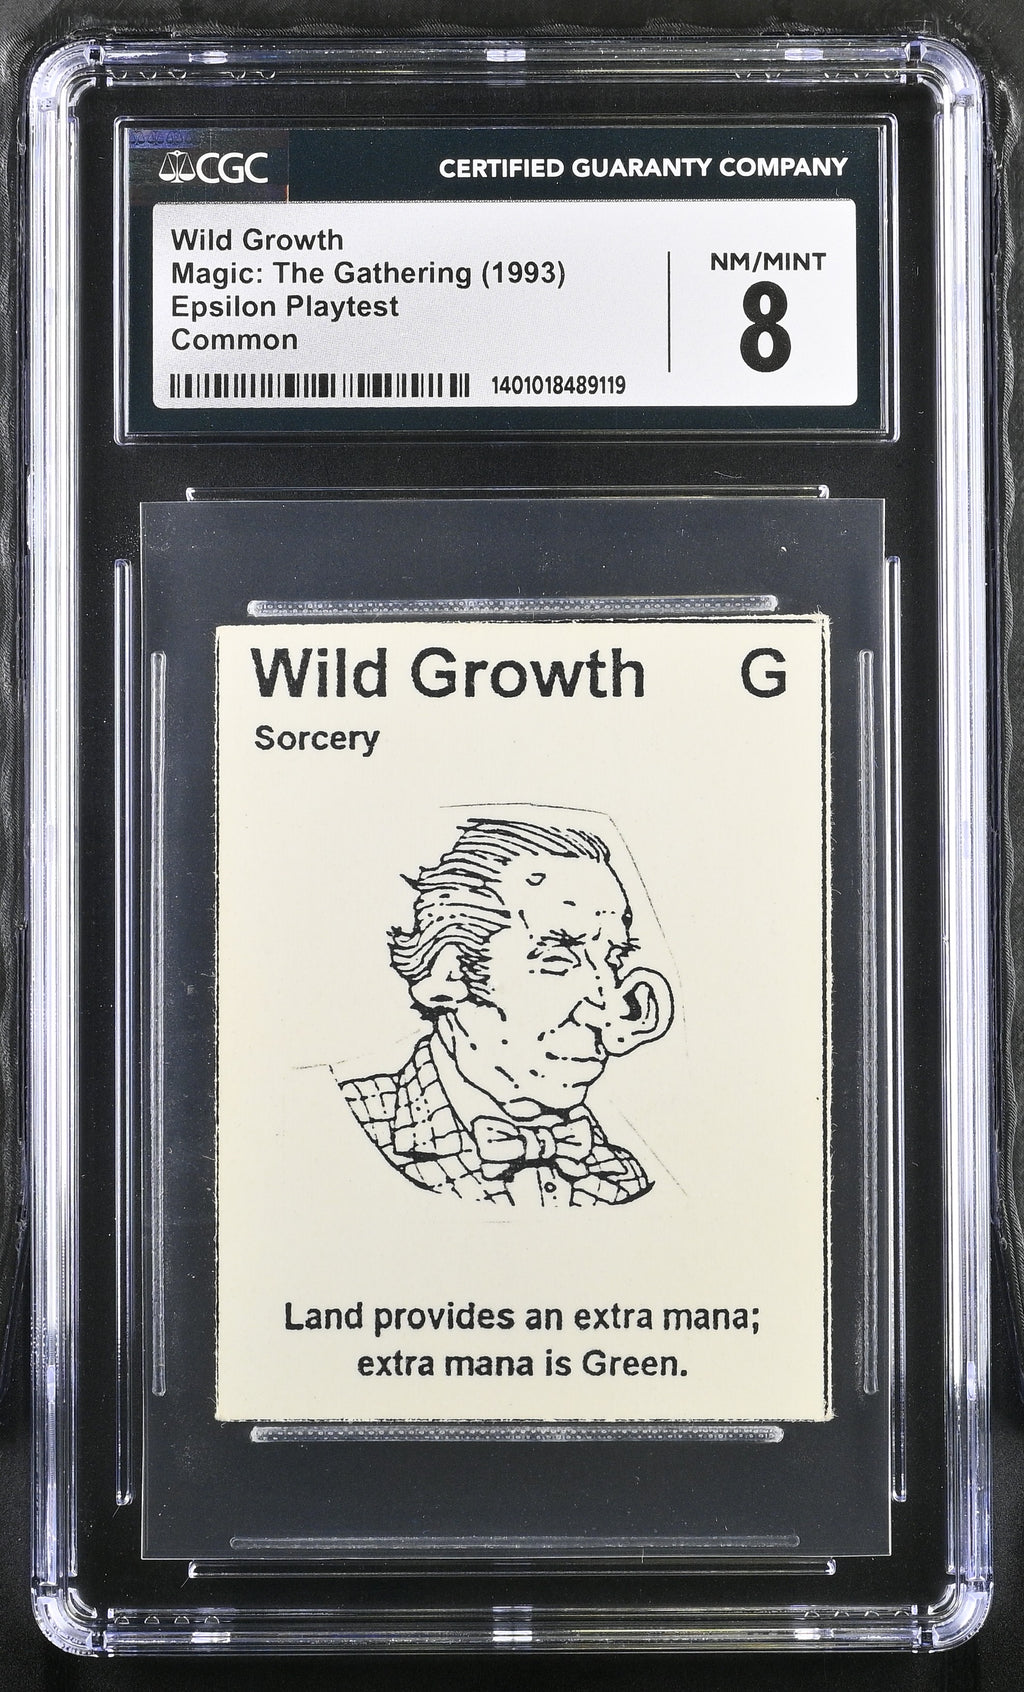 CGC
CERTIFIED GUARANTY COMPANY
Wild Growth
Magic: The Gathering (1993)
Epsilon Playtest
Common
1401018489119
NM/MINT
8
Wild Growth G
Sorcery
Land provides an extra mana;
extra mana is Green.